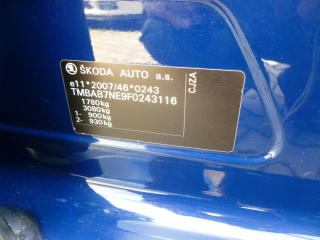 ŠKODA AUTO a.s.
e11*2007/46*0243
TMBAB7NE9F0243116
1780kg
3080kg
1- 900kg
2- 930kg
CJZA